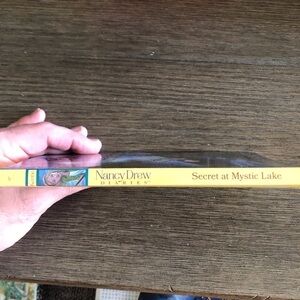 Nancy Drew
DIARIES
Secret at Mystic Lake